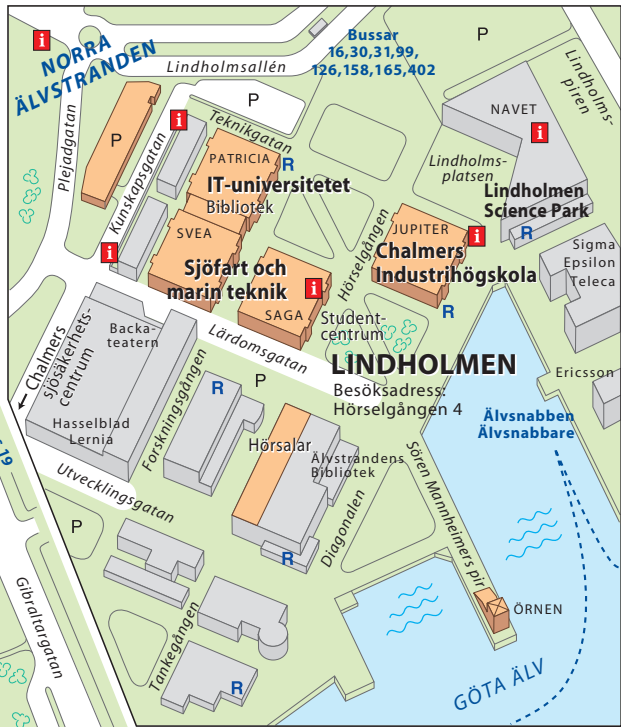 i
NORRA
ÄLVSTRANDEN
Lindholmsallén
Bussar
16,30,31,99,
126,158,165,402
P
Lindholms-
piren
Plejadgatan
P
P
Kunskapsgatan
i
Teknikgatan
PATRICIA
R
IT-universitetet
Bibliotek
NAVET
i
Lindholms-
platsen
Lindholmen
Science Park
R
SVEA
i
Sjöfart och
marin teknik
i
SAGA
Hörselgången
JUPITER
i
Chalmers
Industrihögskola
R
Sigma
Epsilon
Teleca
Student-
centrum
Chalmers
sjösäkerhets-
centrum
Backa-
teatern
Lärdomsgatan
LINDHOLMEN
Besöksadress:
Hörselgången 4
Ericsson
P
R
Forskningsgången
Hasselblad
Lernia
Hörsalar
Älvstrandens
Bibliotek
Älvsnabben
Älvsnabbare
19
Utvecklingsgatan
P
Diagonalen
R
Sören Mannheimers pir
Gibraltargatan
Tankegången
R
ÖRNEN
GÖTA ÄLV